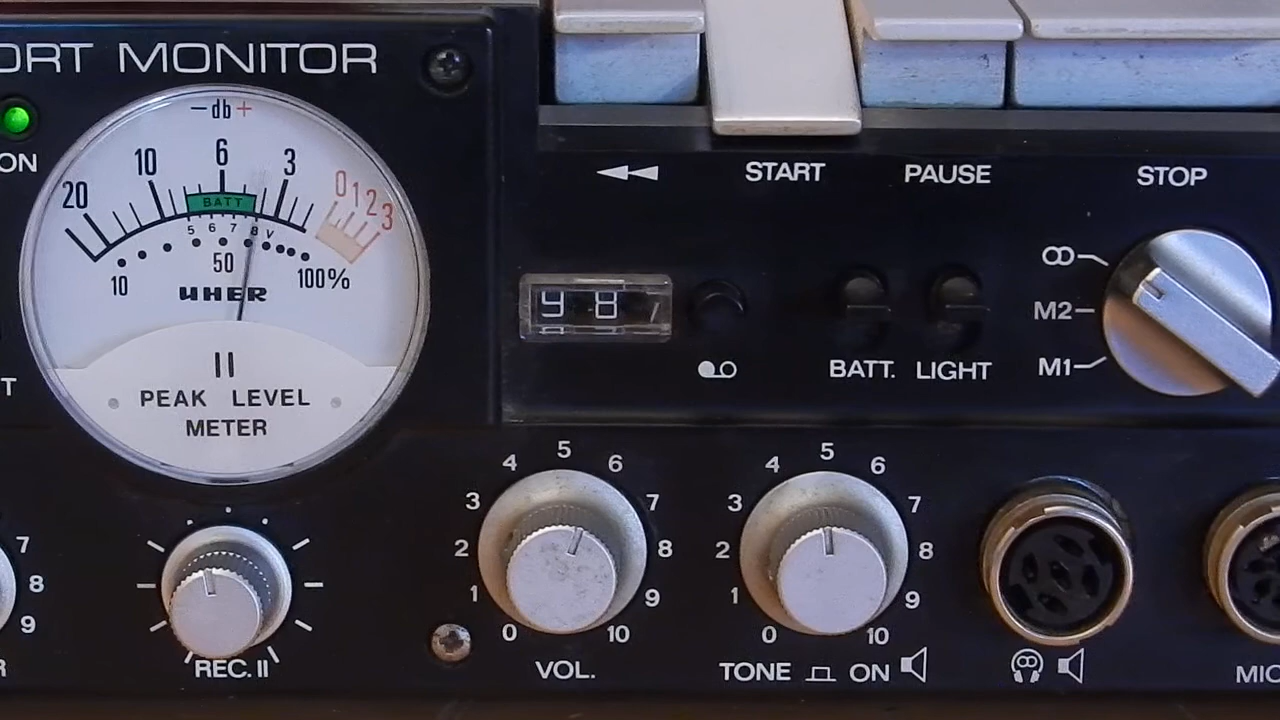 ORT MONITOR
ON
−db+
20 10 6 3 0 1 2 3
BATT
5 6 7 8 V
10 50 100%
UHER
II
PEAK LEVEL
METER
T
◄◄ START PAUSE STOP
9 8
BATT. LIGHT
M2
M1
7
8
9
R
REC. II
0 1 2 3 4 5 6 7 8 9 10
VOL.
0 1 2 3 4 5 6 7 8 9 10
TONE ON
MIC